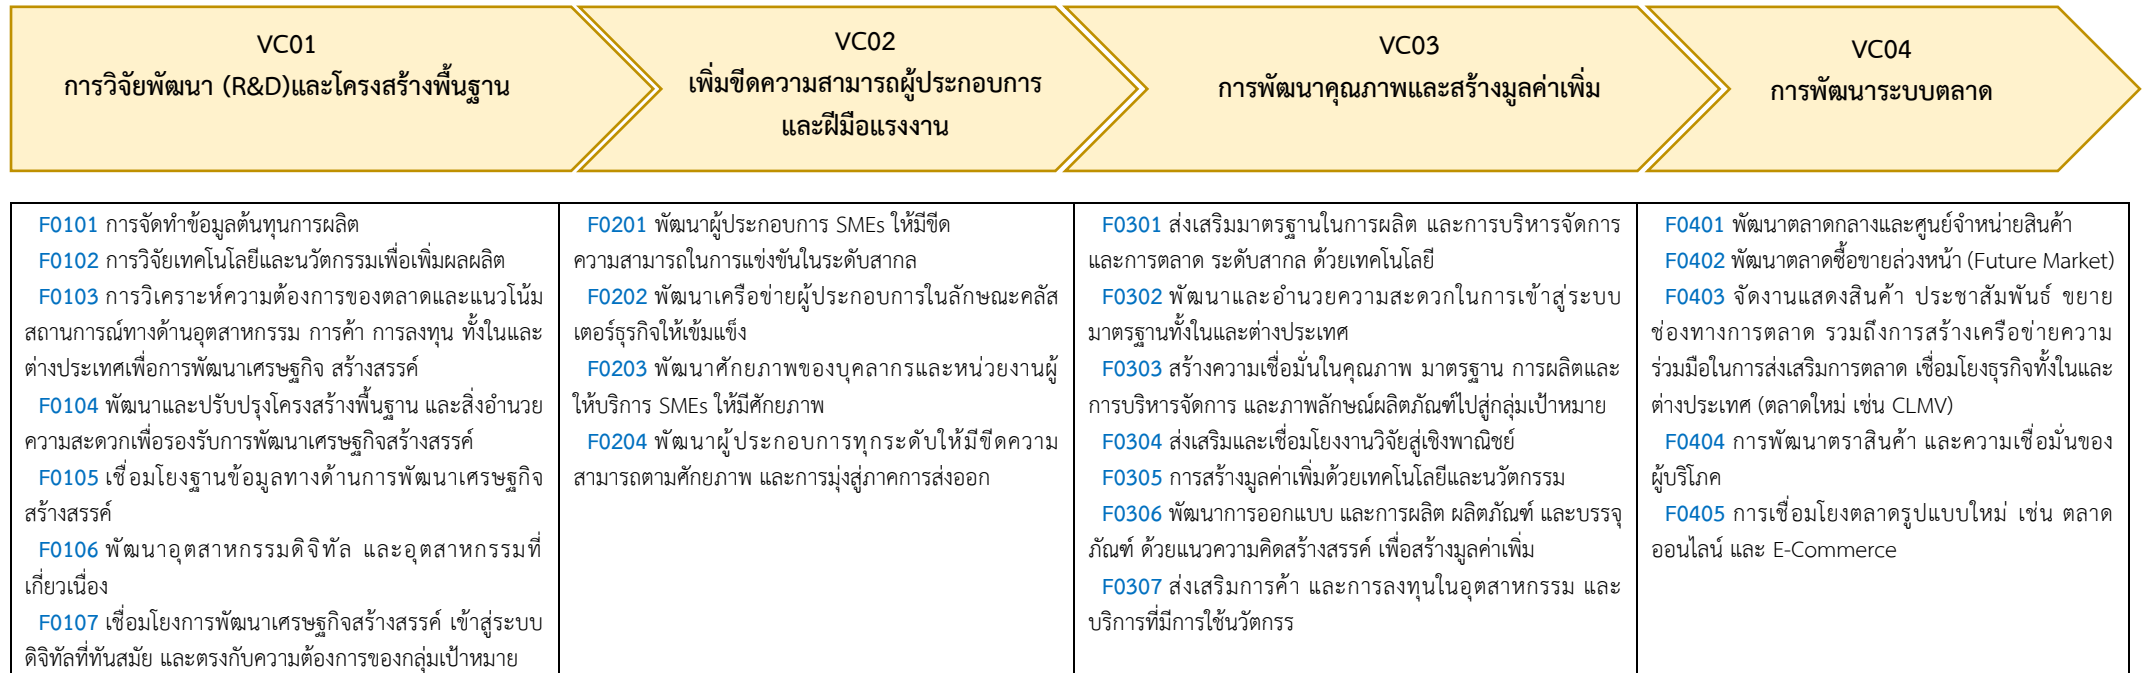 VC01
การวิจัยพัฒนา (R&D)และโครงสร้างพื้นฐาน
VC02
เพิ่มขีดความสามารถผู้ประกอบการ
และฝีมือแรงงาน
VC03
การพัฒนาคุณภาพและสร้างมูลค่าเพิ่ม
VC04
การพัฒนาระบบตลาด
F0101 การจัดทำข้อมูลต้นทุนการผลิต
F0102 การวิจัยเทคโนโลยีและนวัตกรรมเพื่อเพิ่มผลผลิต
F0103 การวิเคราะห์ความต้องการของตลาดและแนวโน้ม
สถานการณ์ทางด้านอุตสาหกรรม การค้า การลงทุน ทั้งในและ
ต่างประเทศเพื่อการพัฒนาเศรษฐกิจ สร้างสรรค์
F0104 พัฒนาและปรับปรุงโครงสร้างพื้นฐาน และสิ่งอำนวย
ความสะดวกเพื่อรองรับการพัฒนาเศรษฐกิจสร้างสรรค์
F0105 เชื่อมโยงฐานข้อมูลทางด้านการพัฒนาเศรษฐกิจ
สร้างสรรค์
F0106 พัฒนาอุตสาหกรรมดิจิทัล และอุตสาหกรรมที่
เกี่ยวเนื่อง
F0107 เชื่อมโยงการพัฒนาเศรษฐกิจสร้างสรรค์ เข้าสู่ระบบ
ดิจิทัลที่ทันสมัย และตรงกับความต้องการของกลุ่มเป้าหมาย
F0201 พัฒนาผู้ประกอบการ SMEs ให้มีขีด
ความสามารถในการแข่งขันในระดับสากล
F0202 พัฒนาเครือข่ายผู้ประกอบการในลักษณะคลัส
เตอร์ธุรกิจให้เข้มแข็ง
F0203 พัฒนาศักยภาพของบุคลากรและหน่วยงานผู้
ให้บริการ SMEs ให้มีศักยภาพ
F0204 พัฒนาผู้ประกอบการทุกระดับให้มีขีดความ
สามารถตามศักยภาพ และการมุ่งสู่ภาคการส่งออก
F0301 ส่งเสริมมาตรฐานในการผลิต และการบริหารจัดการ
และการตลาด ระดับสากล ด้วยเทคโนโลยี
F0302 พัฒนาและอำนวยความสะดวกในการเข้าสู่ระบบ
มาตรฐานทั้งในและต่างประเทศ
F0303 สร้างความเชื่อมั่นในคุณภาพ มาตรฐาน การผลิตและ
การบริหารจัดการ และภาพลักษณ์ผลิตภัณฑ์ไปสู่กลุ่มเป้าหมาย
F0304 ส่งเสริมและเชื่อมโยงงานวิจัยสู่เชิงพาณิชย์
F0305 การสร้างมูลค่าเพิ่มด้วยเทคโนโลยีและนวัตกรรม
F0306 พัฒนาการออกแบบ และการผลิต ผลิตภัณฑ์ และบรรจุ
ภัณฑ์ ด้วยแนวความคิดสร้างสรรค์ เพื่อสร้างมูลค่าเพิ่ม
F0307 ส่งเสริมการค้า และการลงทุนในอุตสาหกรรม และ
บริการที่มีการใช้นวัตกรร
F0401 พัฒนาตลาดกลางและศูนย์จำหน่ายสินค้า
F0402 พัฒนาตลาดซื้อขายล่วงหน้า (Future Market)
F0403 จัดงานแสดงสินค้า ประชาสัมพันธ์ ขยาย
ช่องทางการตลาด รวมถึงการสร้างเครือข่ายความ
ร่วมมือในการส่งเสริมการตลาด เชื่อมโยงธุรกิจทั้งในและ
ต่างประเทศ (ตลาดใหม่ เช่น CLMV)
F0404 การพัฒนาตราสินค้า และความเชื่อมั่นของ
ผู้บริโภค
F0405 การเชื่อมโยงตลาดรูปแบบใหม่ เช่น ตลาด
ออนไลน์ และ E-Commerce